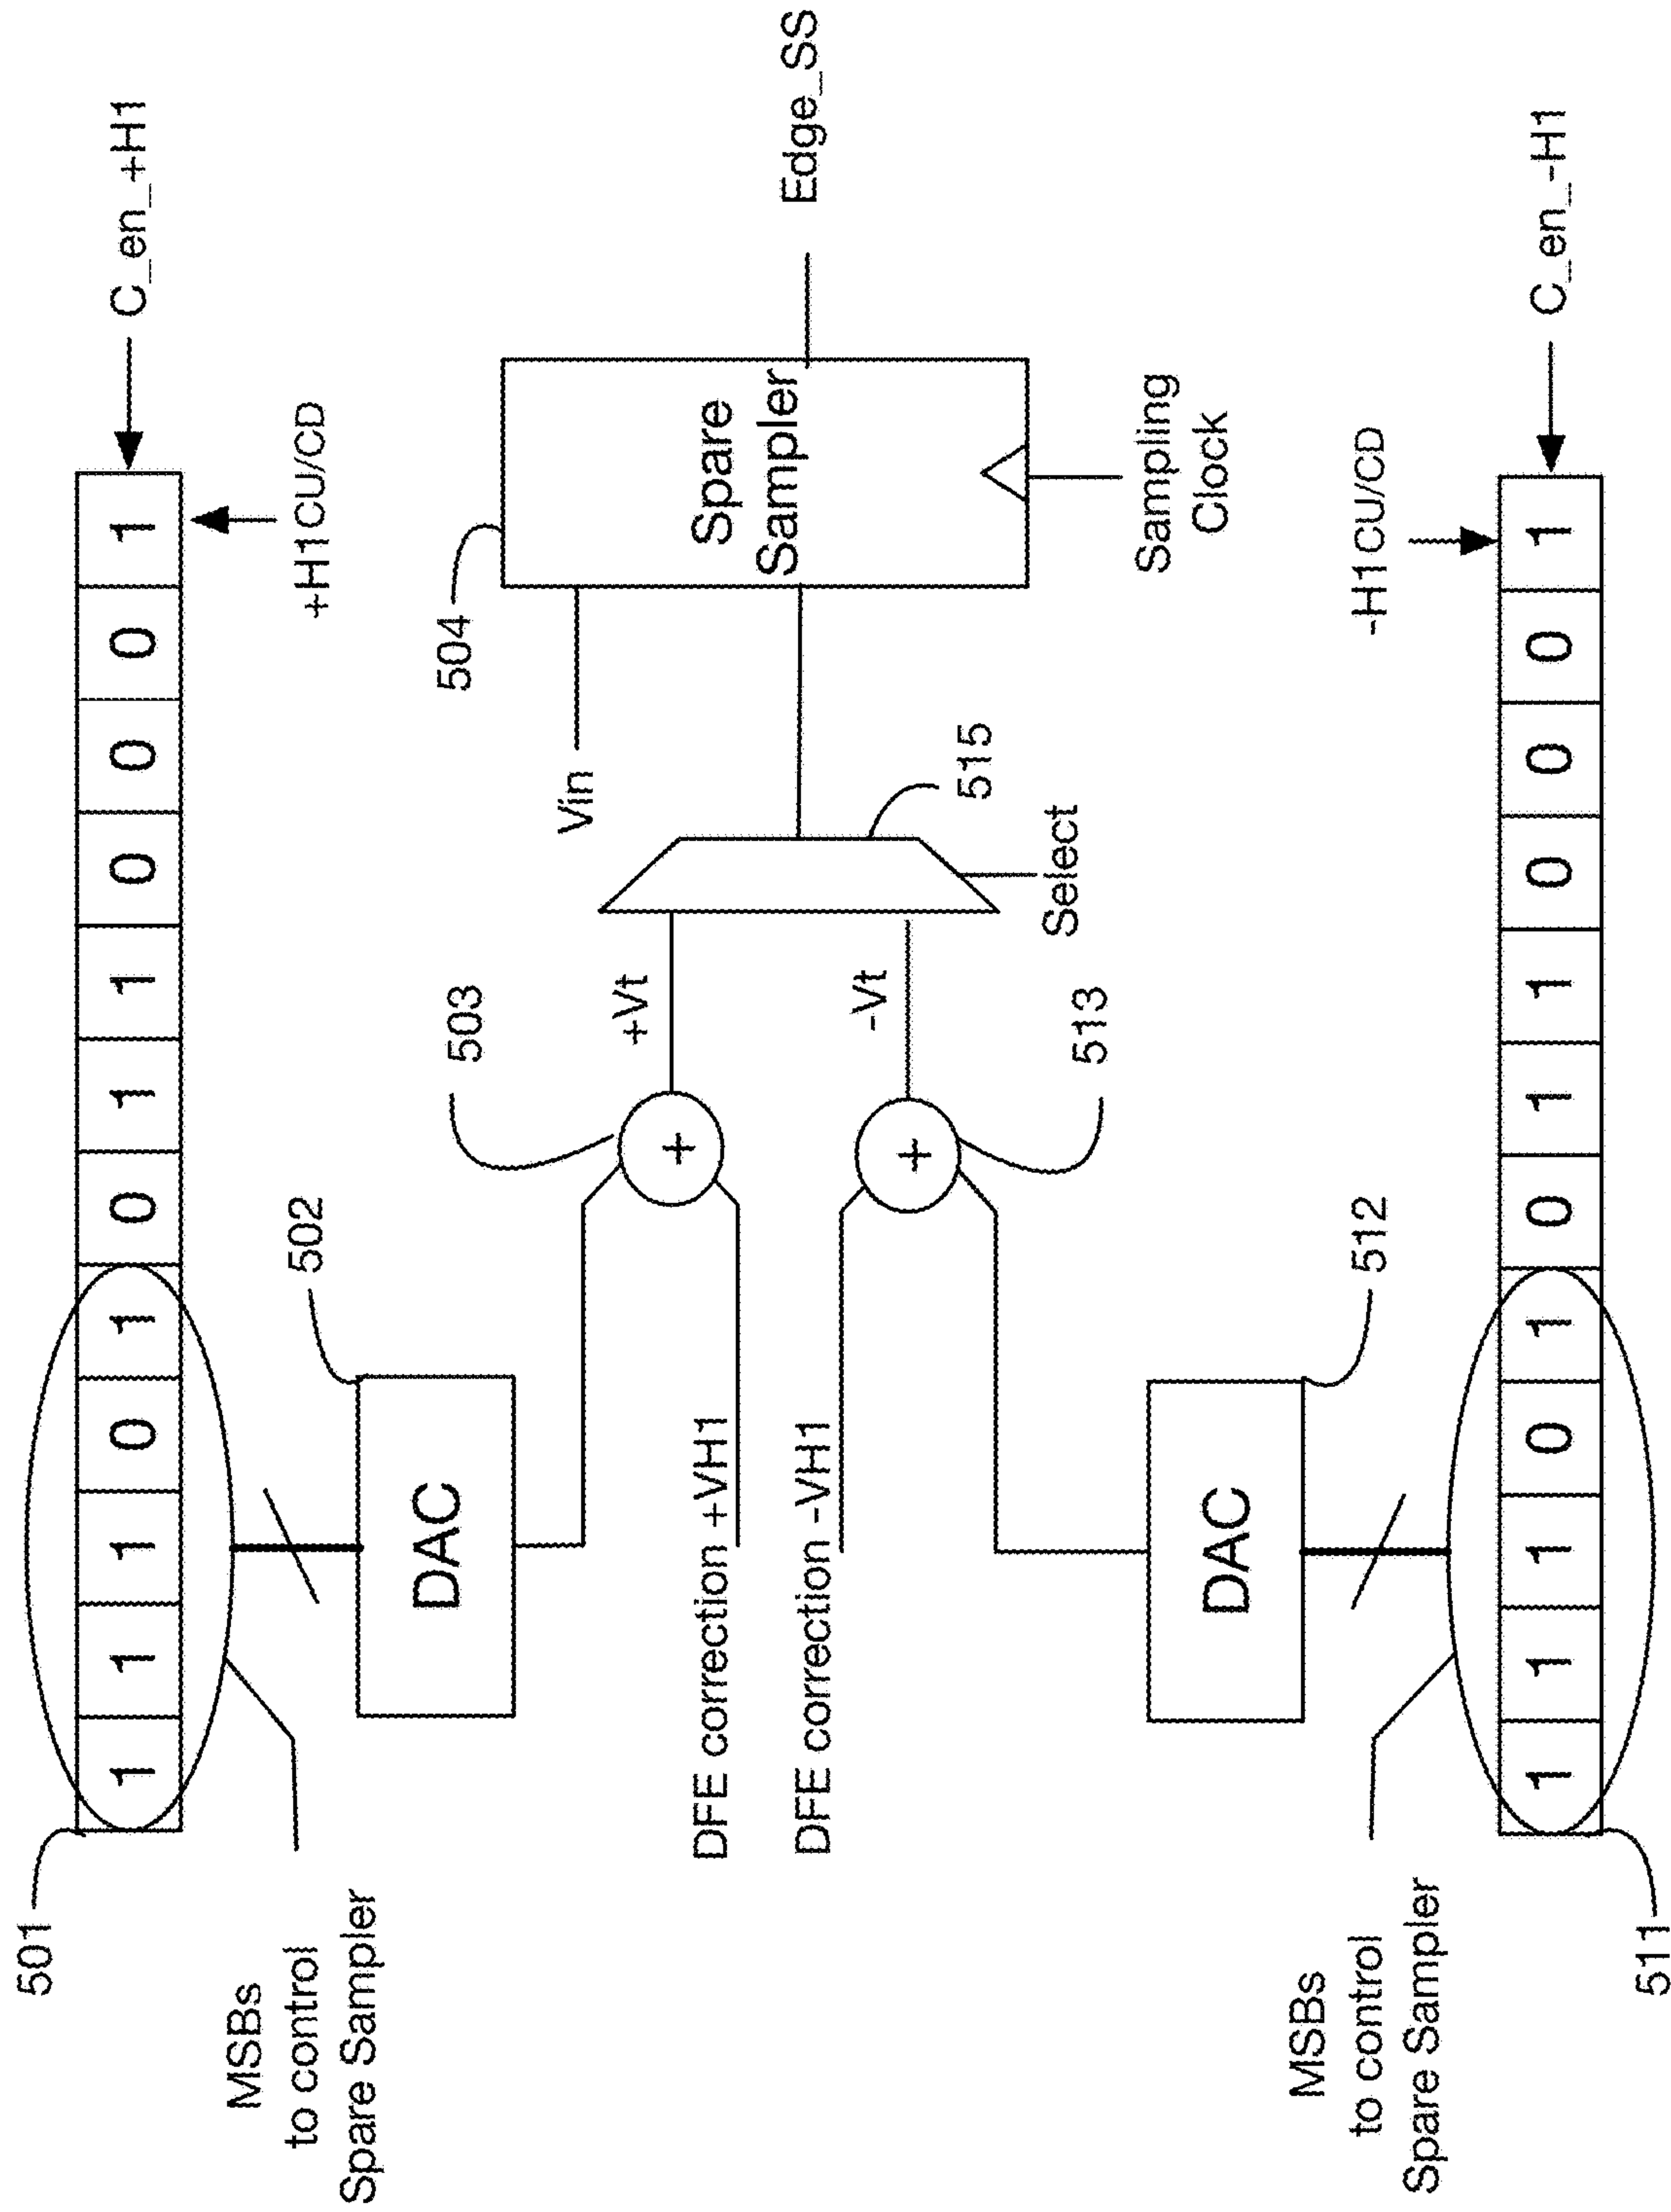 501
1 1 1 0 1 0 1 1 0 0 0 1
C_en_+H1
MSBs
to control
Spare Sampler
502
+H1CU/CD
DAC
503
504
Vin
+Vt
+
DFE correction +VH1
Spare
Sampler
Edge_SS
DFE correction -VH1
-Vt
+
515
Select
513
Sampling
Clock
DAC
512
-H1CU/CD
MSBs
to control
Spare Sampler
1 1 1 0 1 0 1 1 0 0 0 1
C_en_-H1
511